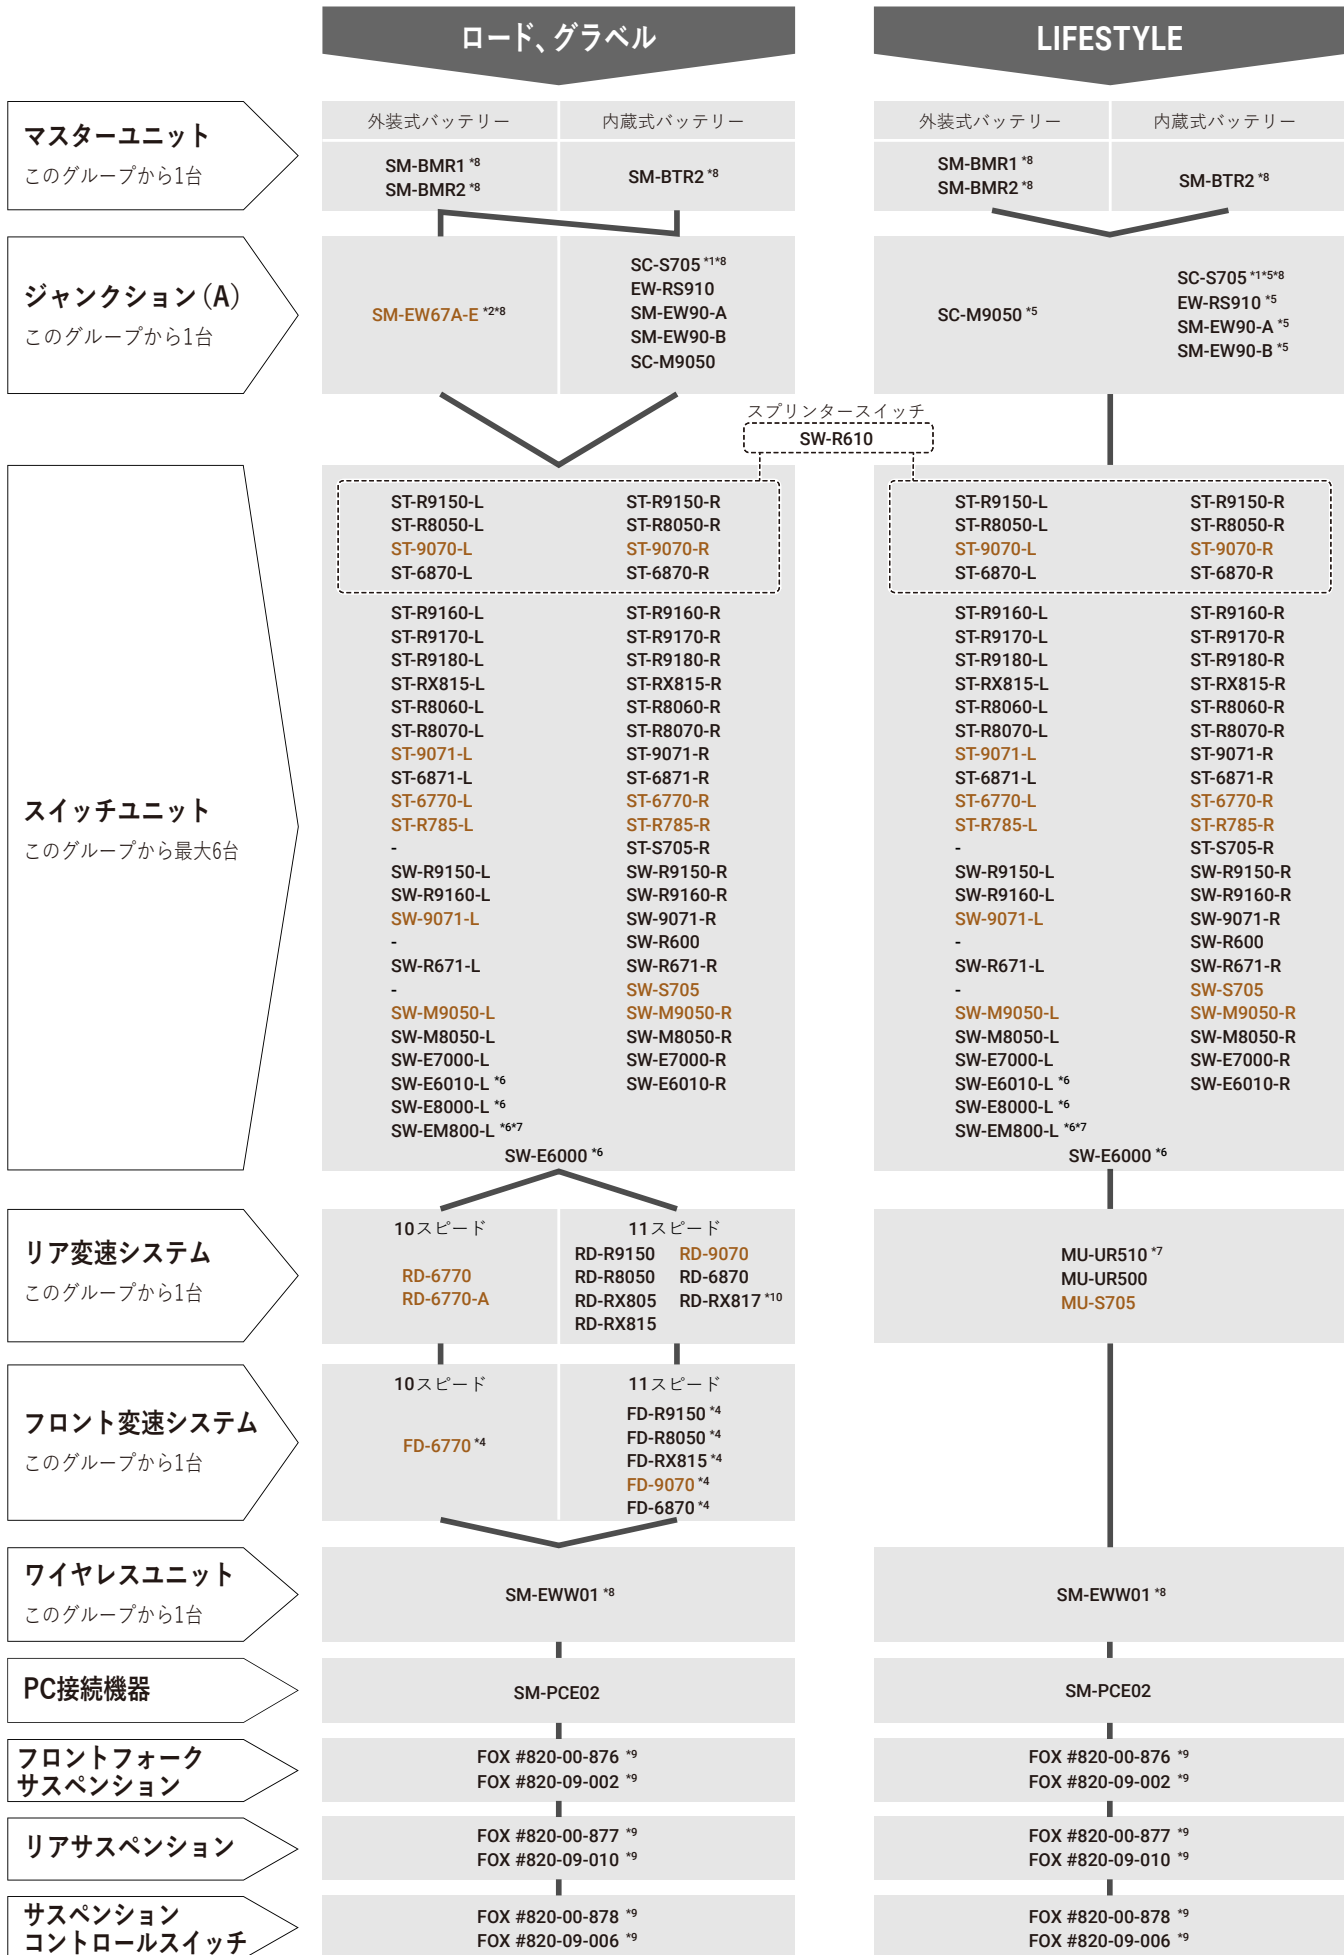 ロード、グラベル
LIFESTYLE
マスターユニット
このグループから1台
外装式バッテリー
内蔵式バッテリー
SM-BMR1 *8
SM-BMR2 *8
SM-BTR2 *8
外装式バッテリー
内蔵式バッテリー
SM-BMR1 *8
SM-BMR2 *8
SM-BTR2 *8
ジャンクション(A)
このグループから1台
SM-EW67A-E *2*8
SC-S705 *1*8
EW-RS910
SM-EW90-A
SM-EW90-B
SC-M9050
SC-M9050 *5
SC-S705 *1*5*8
EW-RS910 *5
SM-EW90-A *5
SM-EW90-B *5
スプリンタースイッチ
SW-R610
スイッチユニット
このグループから最大6台
ST-R9150-L ST-R9150-R
ST-R8050-L ST-R8050-R
ST-9070-L ST-9070-R
ST-6870-L ST-6870-R
ST-R9160-L ST-R9160-R
ST-R9170-L ST-R9170-R
ST-R9180-L ST-R9180-R
ST-RX815-L ST-RX815-R
ST-R8060-L ST-R8060-R
ST-R8070-L ST-R8070-R
ST-9071-L ST-9071-R
ST-6871-L ST-6871-R
ST-6770-L ST-6770-R
ST-R785-L ST-R785-R
- ST-S705-R
SW-R9150-L SW-R9150-R
SW-R9160-L SW-R9160-R
SW-9071-L SW-9071-R
- SW-R600
SW-R671-L SW-R671-R
- SW-S705
SW-M9050-L SW-M9050-R
SW-M8050-L SW-M8050-R
SW-E7000-L SW-E7000-R
SW-E6010-L *6 SW-E6010-R
SW-E8000-L *6
SW-EM800-L *6*7
SW-E6000 *6
ST-R9150-L ST-R9150-R
ST-R8050-L ST-R8050-R
ST-9070-L ST-9070-R
ST-6870-L ST-6870-R
ST-R9160-L ST-R9160-R
ST-R9170-L ST-R9170-R
ST-R9180-L ST-R9180-R
ST-RX815-L ST-RX815-R
ST-R8060-L ST-R8060-R
ST-R8070-L ST-R8070-R
ST-9071-L ST-9071-R
ST-6871-L ST-6871-R
ST-6770-L ST-6770-R
ST-R785-L ST-R785-R
- ST-S705-R
SW-R9150-L SW-R9150-R
SW-R9160-L SW-R9160-R
SW-9071-L SW-9071-R
- SW-R600
SW-R671-L SW-R671-R
- SW-S705
SW-M9050-L SW-M9050-R
SW-M8050-L SW-M8050-R
SW-E7000-L SW-E7000-R
SW-E6010-L *6 SW-E6010-R
SW-E8000-L *6
SW-EM800-L *6*7
SW-E6000 *6
リア変速システム
このグループから1台
10スピード
RD-6770
RD-6770-A
11スピード
RD-R9150 RD-9070
RD-R8050 RD-6870
RD-RX805 RD-RX817 *10
RD-RX815
MU-UR510 *7
MU-UR500
MU-S705
フロント変速システム
このグループから1台
10スピード
FD-6770 *4
11スピード
FD-R9150 *4
FD-R8050 *4
FD-RX815 *4
FD-9070 *4
FD-6870 *4
ワイヤレスユニット
このグループから1台
SM-EWW01 *8
SM-EWW01 *8
PC接続機器
SM-PCE02
SM-PCE02
フロントフォーク
サスペンション
FOX #820-00-876 *9
FOX #820-09-002 *9
FOX #820-00-876 *9
FOX #820-09-002 *9
リアサスペンション
FOX #820-00-877 *9
FOX #820-09-010 *9
FOX #820-00-877 *9
FOX #820-09-010 *9
サスペンション
コントロールスイッチ
FOX #820-00-878 *9
FOX #820-09-006 *9
FOX #820-00-878 *9
FOX #820-09-006 *9